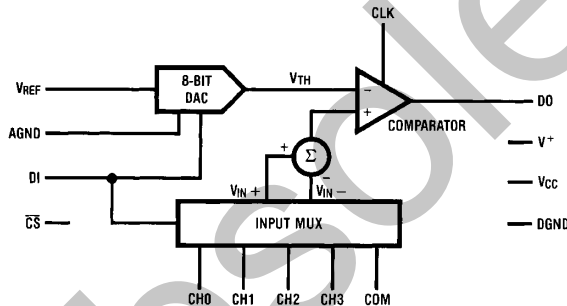 CLK
8-BIT
DAC
VREF
VTH
−
+
COMPARATOR
DO
AGND
V+
Σ
+
−
DI
VIN+
VIN−
VCC
CS
INPUT MUX
DGND
CH0 CH1 CH2 CH3 COM